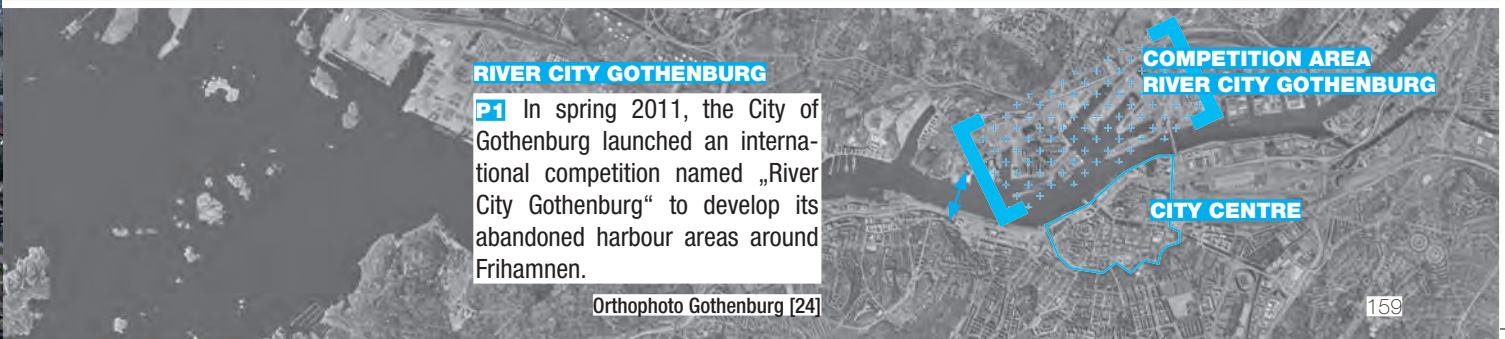 RIVER CITY GOTHENBURG
P1 In spring 2011, the City of
Gothenburg launched an interna-
tional competition named „River
City Gothenburg“ to develop its
abandoned harbour areas around
Frihamnen.
Orthophoto Gothenburg [24]
COMPETITION AREA
RIVER CITY GOTHENBURG
CITY CENTRE
159